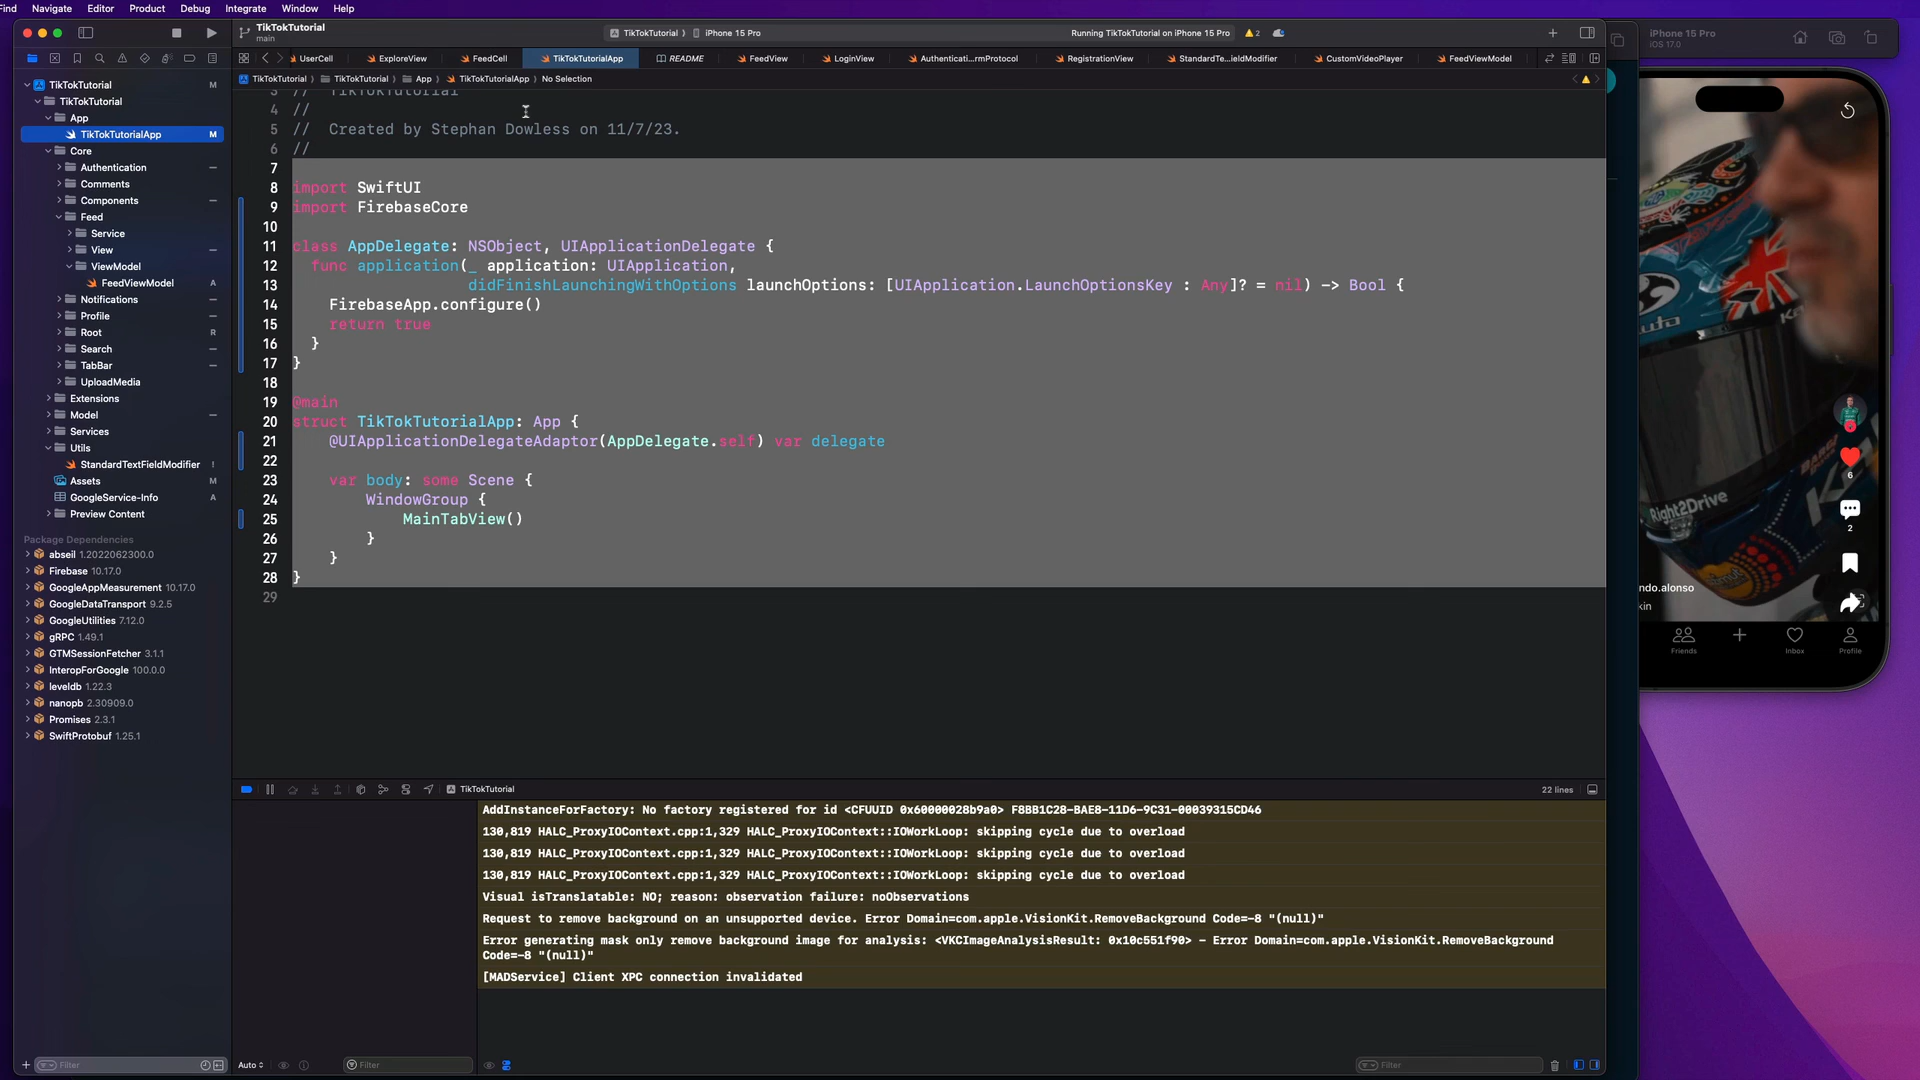 Find Navigate Editor Product Debug Integrate Window Help
TikTokTutorial
main
TikTokTutorial 〉 iPhone 15 Pro
Running TikTokTutorial on iPhone 15 Pro
2
UserCell ExploreView FeedCell TikTokTutorialApp README FeedView LoginView Authenticati...rmProtocol RegistrationView StandardTe...ieldModifier CustomVideoPlayer FeedViewModel
TikTokTutorial 〉 TikTokTutorial 〉 App 〉 TikTokTutorialApp 〉 No Selection
TikTokTutorial M
TikTokTutorial
App
TikTokTutorialApp M
Core
Authentication
Comments
Components
Feed
Service
View
ViewModel
FeedViewModel A
Notifications
Profile
Root R
Search
TabBar
UploadMedia
Extensions
Model
Services
Utils
StandardTextFieldModifier !
Assets M
GoogleService-Info A
Preview Content
Package Dependencies
abseil 1.2022062300.0
Firebase 10.17.0
GoogleAppMeasurement 10.17.0
GoogleDataTransport 9.2.5
GoogleUtilities 7.12.0
gRPC 1.49.1
GTMSessionFetcher 3.1.1
InteropForGoogle 100.0.0
leveldb 1.22.3
nanopb 2.30909.0
Promises 2.3.1
SwiftProtobuf 1.25.1
Filter
3 //  TikTokTutorial
4 //
5 //  Created by Stephan Dowless on 11/7/23.
6 //
7
8 import SwiftUI
9 import FirebaseCore
10
11 class AppDelegate: NSObject, UIApplicationDelegate {
12   func application(_ application: UIApplication,
13                    didFinishLaunchingWithOptions launchOptions: [UIApplication.LaunchOptionsKey : Any]? = nil) -> Bool {
14     FirebaseApp.configure()
15     return true
16   }
17 }
18
19 @main
20 struct TikTokTutorialApp: App {
21     @UIApplicationDelegateAdaptor(AppDelegate.self) var delegate
22
23     var body: some Scene {
24         WindowGroup {
25             MainTabView()
26         }
27     }
28 }
29
TikTokTutorial
22 lines
AddInstanceForFactory: No factory registered for id <CFUUID 0x60000028b9a0> F8BB1C28-BAE8-11D6-9C31-00039315CD46
130,819 HALC_ProxyIOContext.cpp:1,329 HALC_ProxyIOContext::IOWorkLoop: skipping cycle due to overload
130,819 HALC_ProxyIOContext.cpp:1,329 HALC_ProxyIOContext::IOWorkLoop: skipping cycle due to overload
130,819 HALC_ProxyIOContext.cpp:1,329 HALC_ProxyIOContext::IOWorkLoop: skipping cycle due to overload
Visual isTranslatable: NO; reason: observation failure: noObservations
Request to remove background on an unsupported device. Error Domain=com.apple.VisionKit.RemoveBackground Code=-8 "(null)"
Error generating mask only remove background image for analysis: <VKCImageAnalysisResult: 0x10c551f90> - Error Domain=com.apple.VisionKit.RemoveBackground
Code=-8 "(null)"
[MADService] Client XPC connection invalidated
Auto
Filter
Filter
iPhone 15 Pro
iOS 17.0
Right2Drive
6
2
ndo.alonso
kin
Friends Inbox Profile